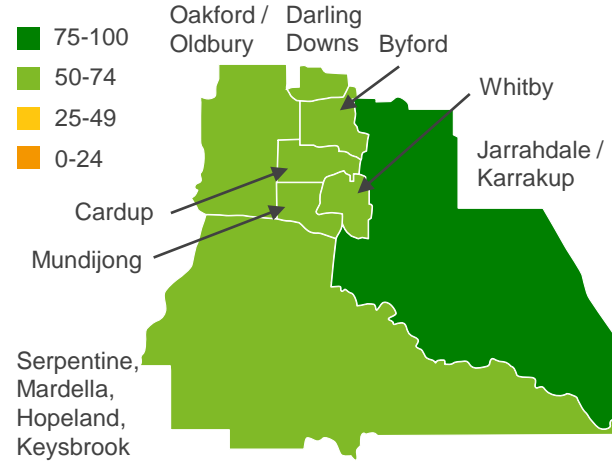 75-100
50-74
25-49
0-24
Oakford /
Oldbury
Darling
Downs
Byford
Whitby
Jarrahdale /
Karrakup
Cardup
Mundijong
Serpentine,
Mardella,
Hopeland,
Keysbrook